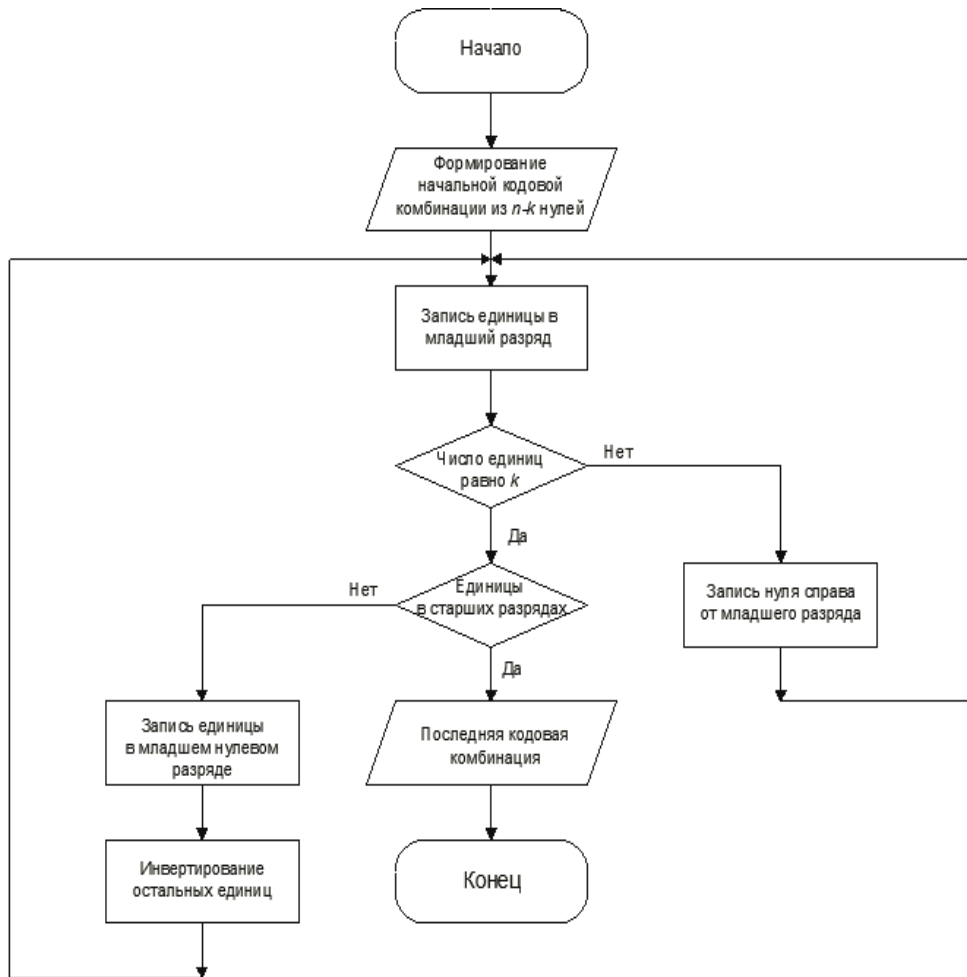 Начало
Формирование
начальной кодовой
комбинации из n-k нулей
Запись единицы в
младший разряд
Число единиц
равно k
Нет
Да
Единицы
в старших разрядах
Нет
Да
Запись нуля справа
от младшего разряда
Запись единицы
в младшем нулевом
разряде
Последняя кодовая
комбинация
Инвертирование
остальных единиц
Конец